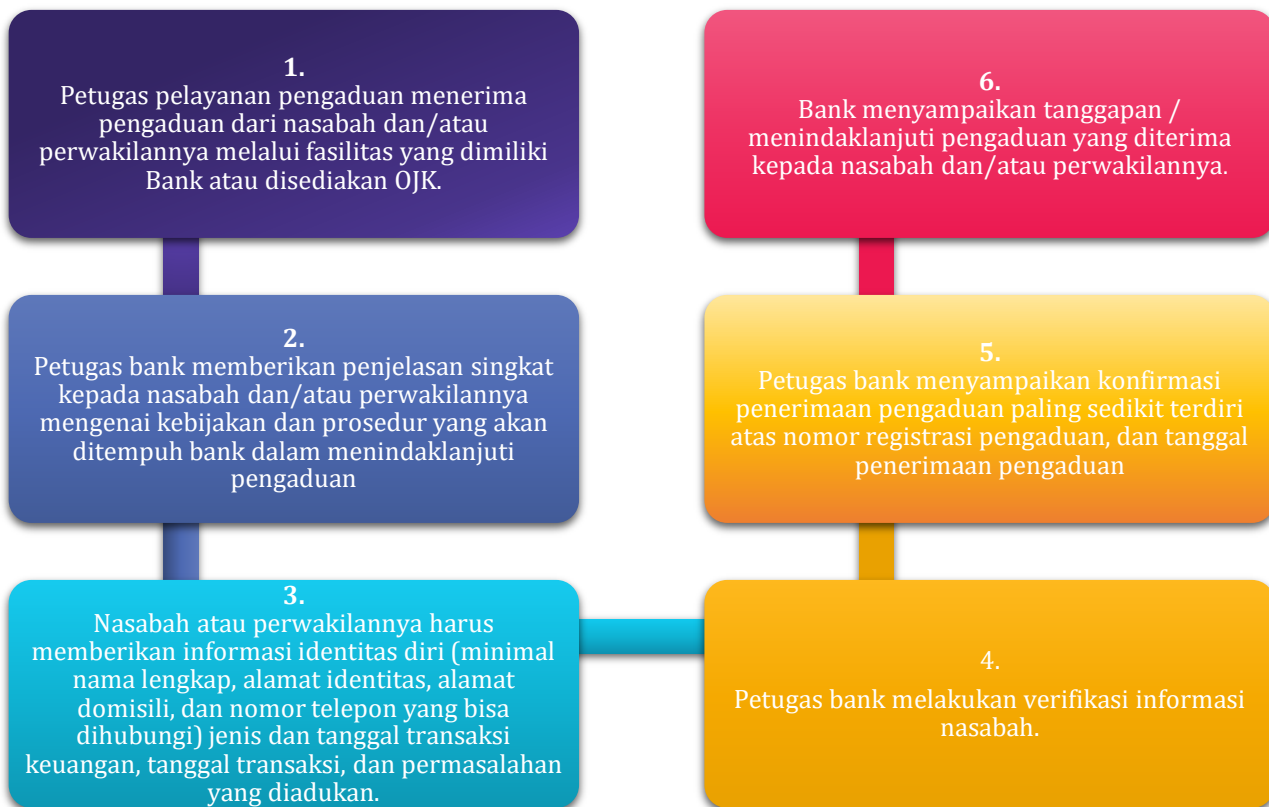 1.
Petugas pelayanan pengaduan menerima
pengaduan dari nasabah dan/atau
perwakilannya melalui fasilitas yang dimiliki
Bank atau disediakan OJK.
2.
Petugas bank memberikan penjelasan singkat
kepada nasabah dan/atau perwakilannya
mengenai kebijakan dan prosedur yang akan
ditempuh bank dalam menindaklanjuti
pengaduan
3.
Nasabah atau perwakilannya harus
memberikan informasi identitas diri (minimal
nama lengkap, alamat identitas, alamat
domisili, dan nomor telepon yang bisa
dihubungi) jenis dan tanggal transaksi
keuangan, tanggal transaksi, dan permasalahan
yang diadukan.
4.
Petugas bank melakukan verifikasi informasi
nasabah.
5.
Petugas bank menyampaikan konfirmasi
penerimaan pengaduan paling sedikit terdiri
atas nomor registrasi pengaduan, dan tanggal
penerimaan pengaduan
6.
Bank menyampaikan tanggapan /
menindaklanjuti pengaduan yang diterima
kepada nasabah dan/atau perwakilannya.